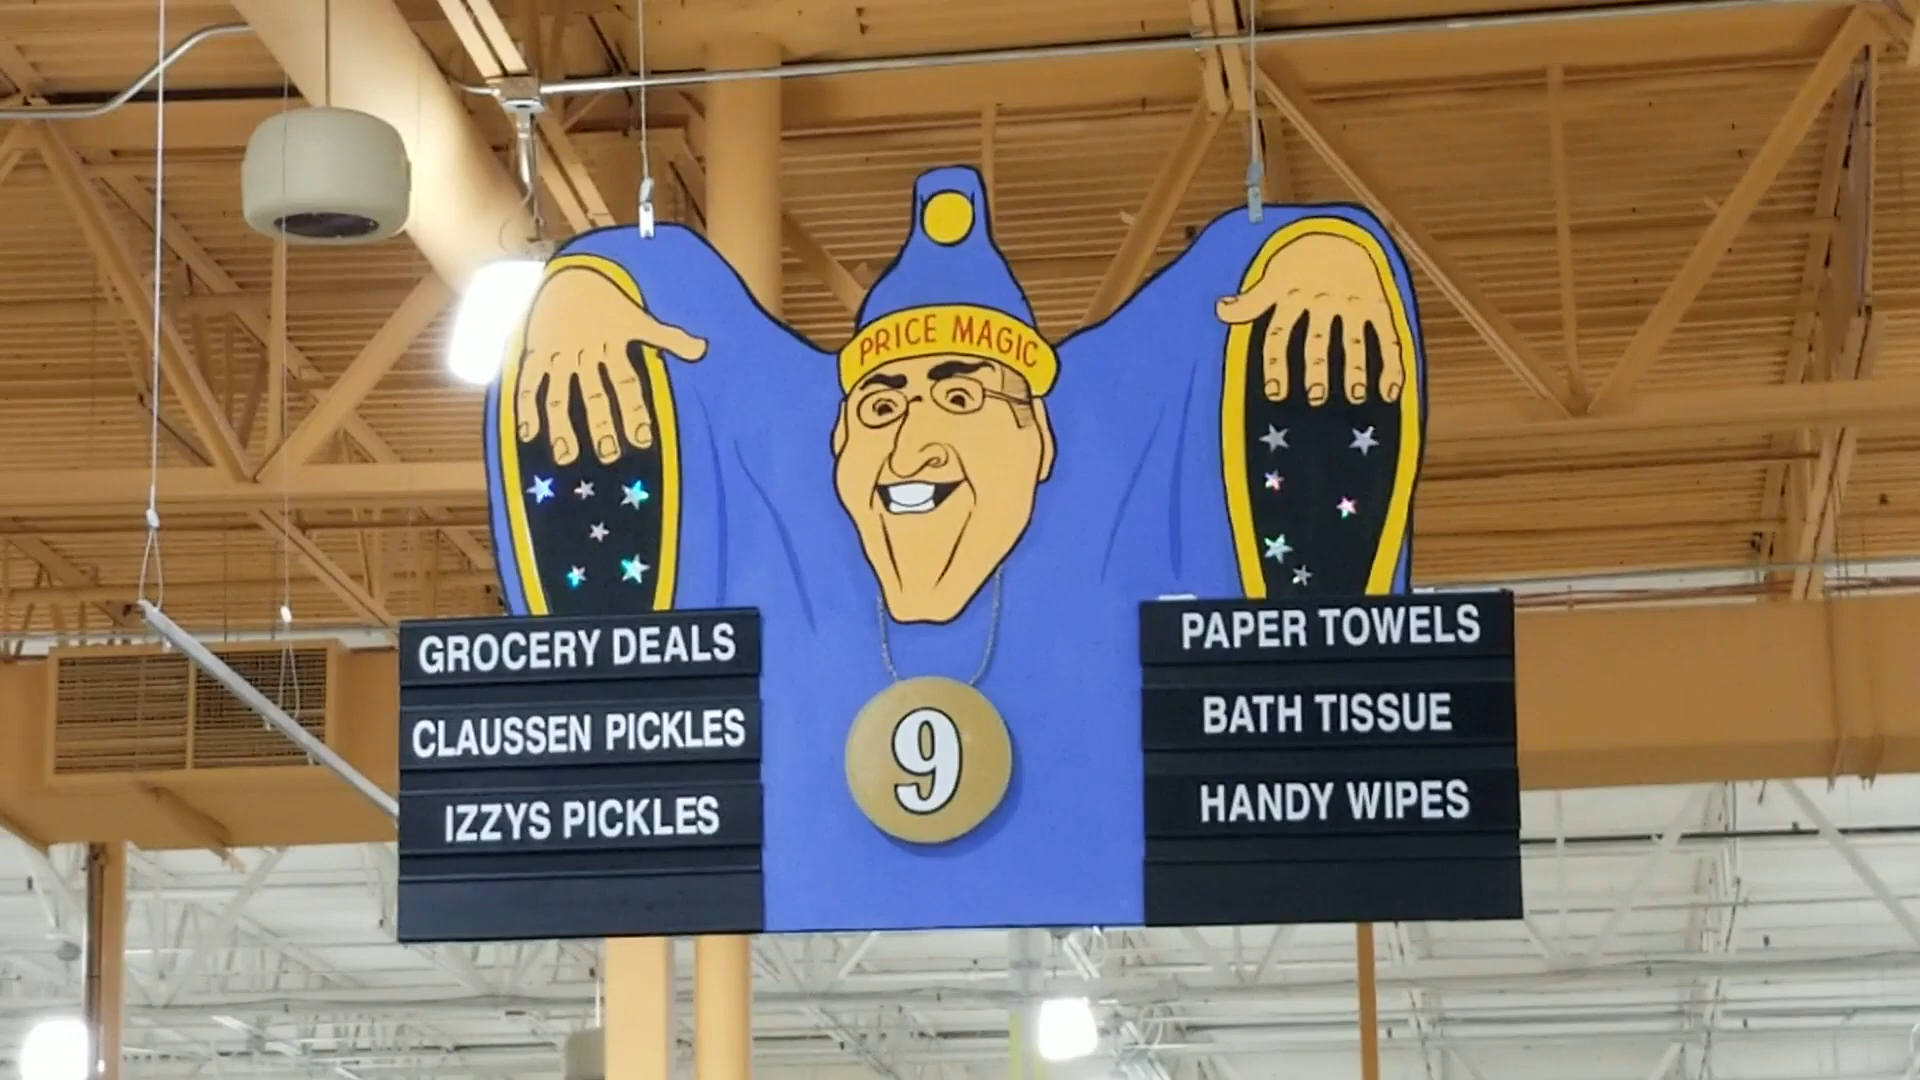 PRICE MAGIC
GROCERY DEALS
CLAUSSEN PICKLES
IZZYS PICKLES
9
PAPER TOWELS
BATH TISSUE
HANDY WIPES